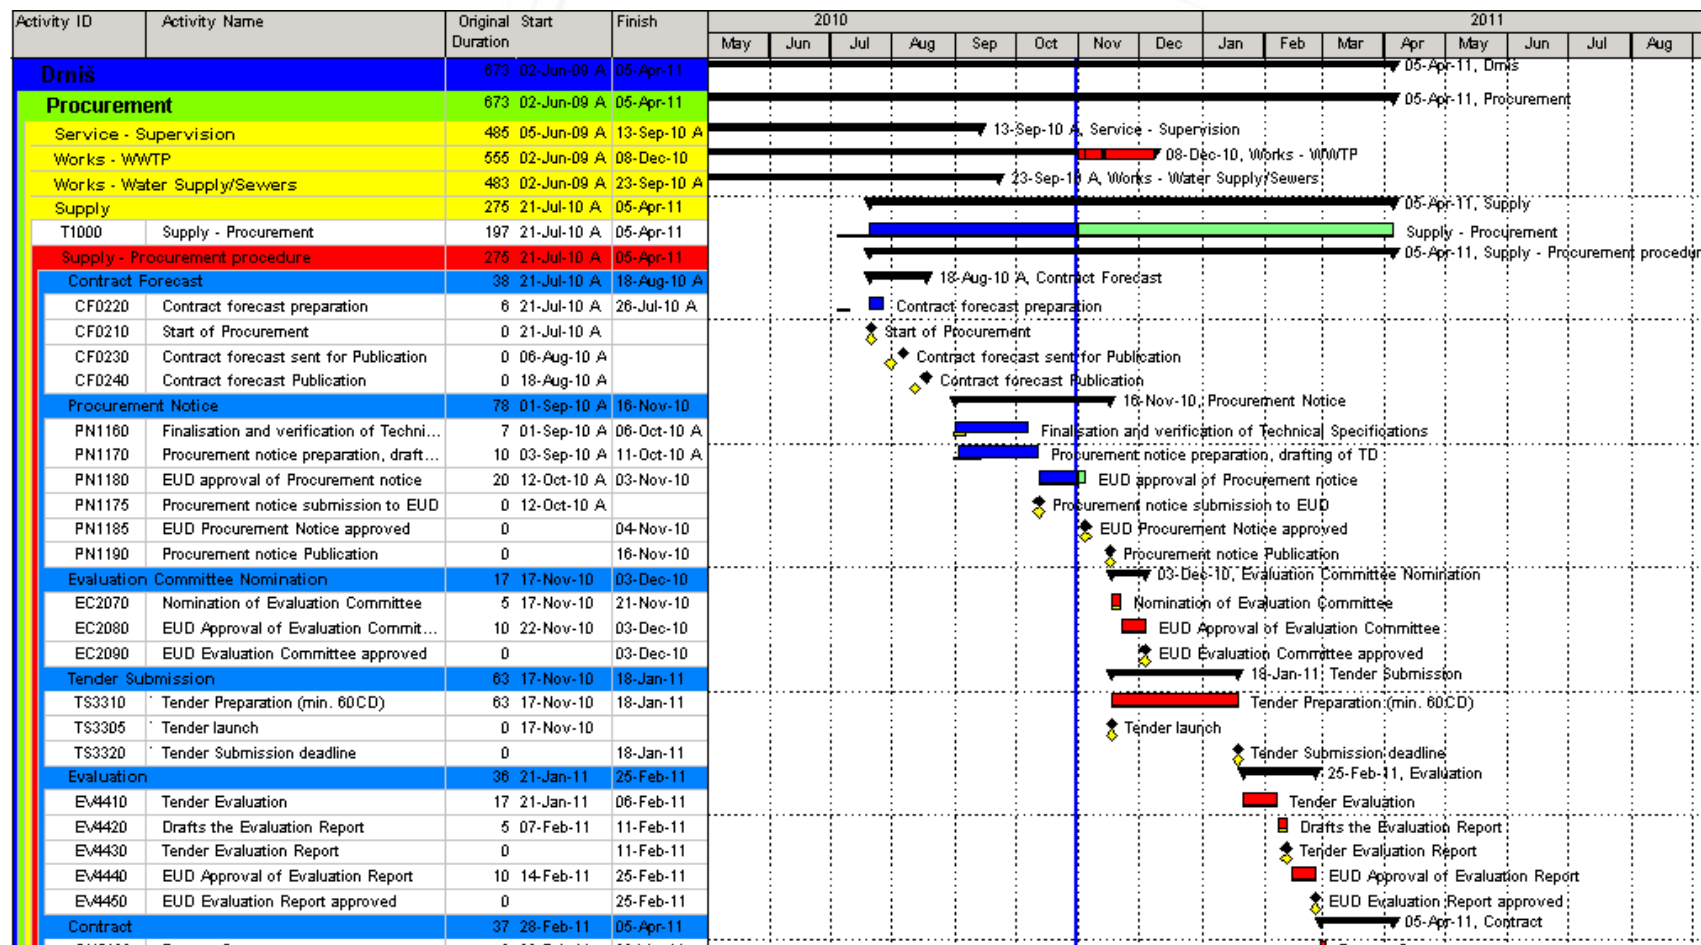 Activity ID Activity Name Original Duration Start Finish 2010 2011
May Jun Jul Aug Sep Oct Nov Dec Jan Feb Mar Apr May Jun Jul Aug
Drniš 673 02-Jun-09 A 05-Apr-11 05-Apr-11, Drniš
Procurement 673 02-Jun-09 A 05-Apr-11 05-Apr-11, Procurement
Service - Supervision 485 05-Jun-09 A 13-Sep-10 A 13-Sep-10 A, Service - Supervision
Works - WWTP 555 02-Jun-09 A 08-Dec-10 08-Dec-10, Works - WWTP
Works - Water Supply/Sewers 483 02-Jun-09 A 23-Sep-10 A 23-Sep-10 A, Works - Water Supply/Sewers
Supply 275 21-Jul-10 A 05-Apr-11 05-Apr-11, Supply
T1000 Supply - Procurement 197 21-Jul-10 A 05-Apr-11 Supply - Procurement
Supply - Procurement procedure 275 21-Jul-10 A 05-Apr-11 05-Apr-11, Supply - Procurement procedur
Contract Forecast 38 21-Jul-10 A 18-Aug-10 A 18-Aug-10 A, Contract Forecast
CF0220 Contract forecast preparation 6 21-Jul-10 A 26-Jul-10 A Contract forecast preparation
CF0210 Start of Procurement 0 21-Jul-10 A Start of Procurement
CF0230 Contract forecast sent for Publication 0 06-Aug-10 A Contract forecast sent for Publication
CF0240 Contract forecast Publication 0 18-Aug-10 A Contract forecast Publication
Procurement Notice 78 01-Sep-10 A 16-Nov-10 16-Nov-10, Procurement Notice
PN1160 Finalisation and verification of Techni... 7 01-Sep-10 A 06-Oct-10 A Finalisation and verification of Technical Specifications
PN1170 Procurement notice preparation, draft... 10 03-Sep-10 A 11-Oct-10 A Procurement notice preparation, drafting of TD
PN1180 EUD approval of Procurement notice 20 12-Oct-10 A 03-Nov-10 EUD approval of Procurement notice
PN1175 Procurement notice submission to EUD 0 12-Oct-10 A Procurement notice submission to EUD
PN1185 EUD Procurement Notice approved 0 04-Nov-10 EUD Procurement Notice approved
PN1190 Procurement notice Publication 0 16-Nov-10 Procurement notice Publication
Evaluation Committee Nomination 17 17-Nov-10 03-Dec-10 03-Dec-10, Evaluation Committee Nomination
EC2070 Nomination of Evaluation Committee 5 17-Nov-10 21-Nov-10 Nomination of Evaluation Committee
EC2080 EUD Approval of Evaluation Commit... 10 22-Nov-10 03-Dec-10 EUD Approval of Evaluation Committee
EC2090 EUD Evaluation Committee approved 0 03-Dec-10 EUD Evaluation Committee approved
Tender Submission 63 17-Nov-10 18-Jan-11 18-Jan-11, Tender Submission
TS3310 Tender Preparation (min. 60CD) 63 17-Nov-10 18-Jan-11 Tender Preparation (min. 60CD)
TS3305 Tender launch 0 17-Nov-10 Tender launch
TS3320 Tender Submission deadline 0 18-Jan-11 Tender Submission deadline
Evaluation 36 21-Jan-11 25-Feb-11 25-Feb-11, Evaluation
EV4410 Tender Evaluation 17 21-Jan-11 06-Feb-11 Tender Evaluation
EV4420 Drafts the Evaluation Report 5 07-Feb-11 11-Feb-11 Drafts the Evaluation Report
EV4430 Tender Evaluation Report 0 11-Feb-11 Tender Evaluation Report
EV4440 EUD Approval of Evaluation Report 10 14-Feb-11 25-Feb-11 EUD Approval of Evaluation Report
EV4450 EUD Evaluation Report approved 0 25-Feb-11 EUD Evaluation Report approved
Contract 37 28-Feb-11 05-Apr-11 05-Apr-11, Contract